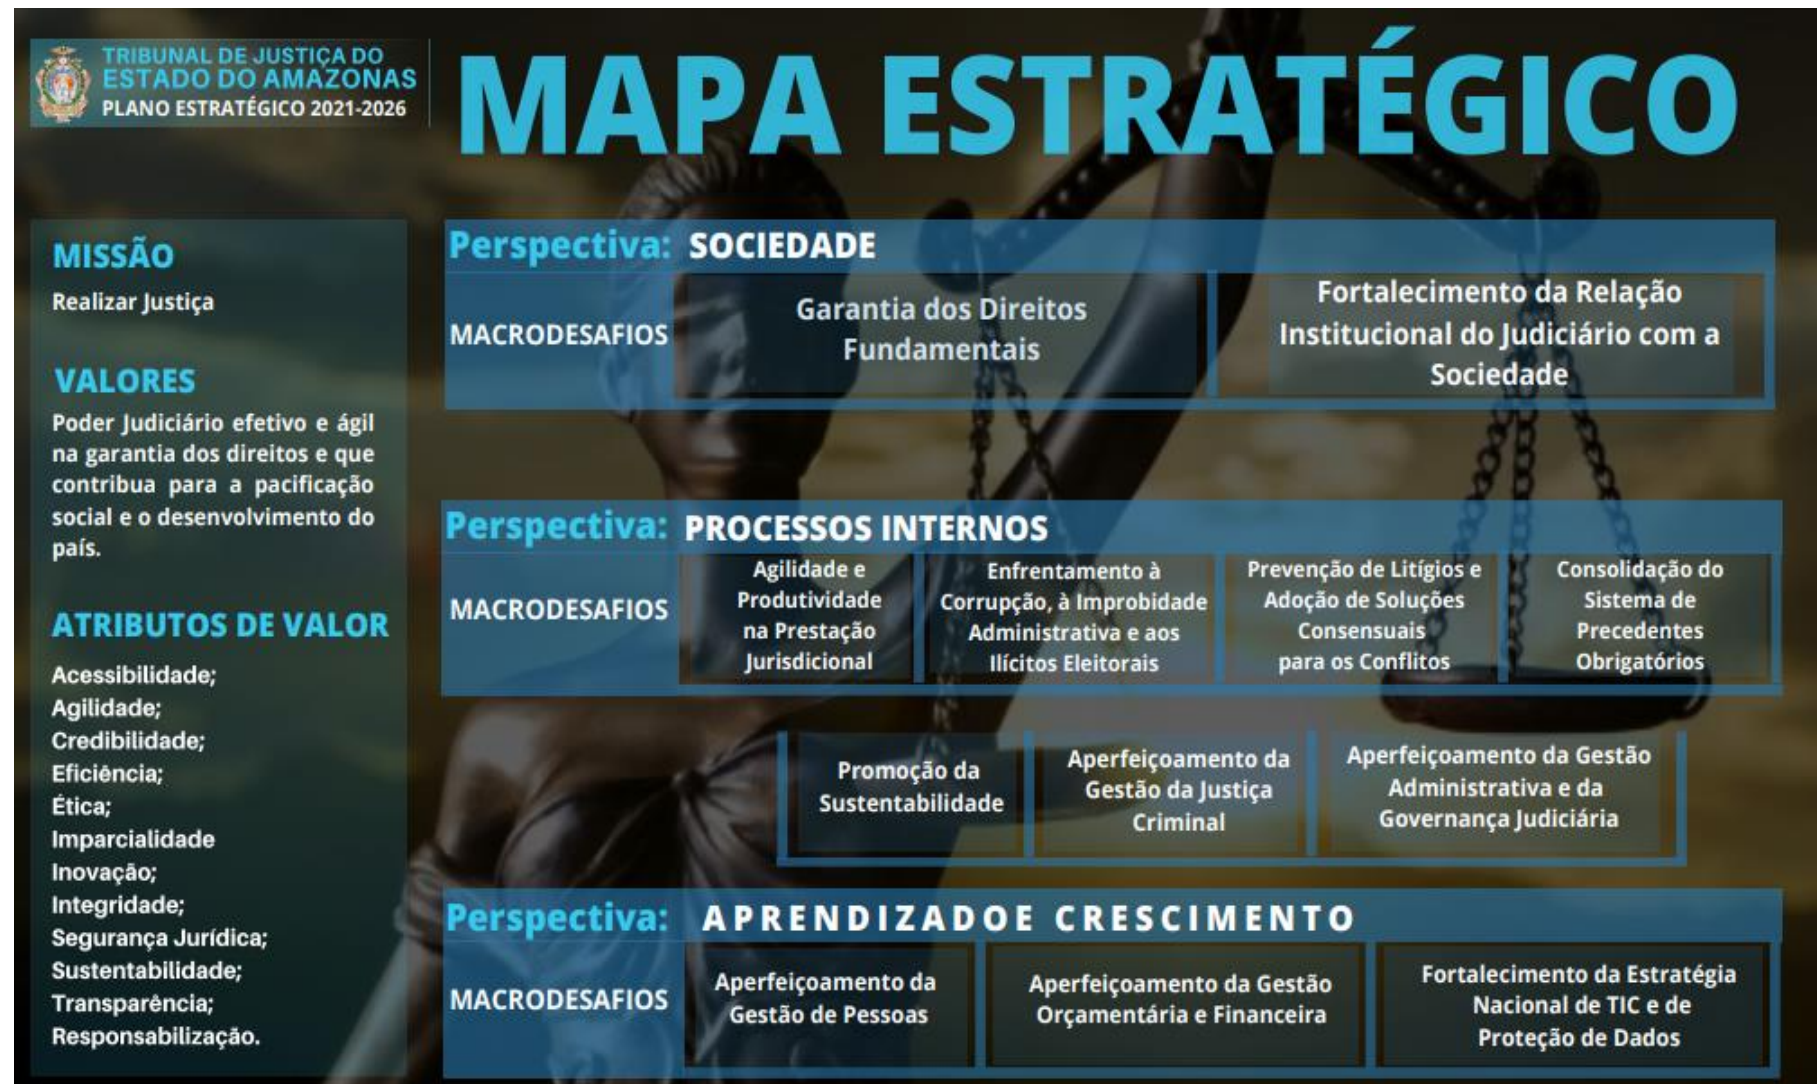 TRIBUNAL DE JUSTIÇA DO
ESTADO DO AMAZONAS
PLANO ESTRATÉGICO 2021-2026
MAPA ESTRATÉGICO
MISSÃO
Realizar Justiça
VALORES
Poder Judiciário efetivo e ágil
na garantia dos direitos e que
contribua para a pacificação
social e o desenvolvimento do
país.
ATRIBUTOS DE VALOR
Acessibilidade;
Agilidade;
Credibilidade;
Eficiência;
Ética;
Imparcialidade
Inovação;
Integridade;
Segurança Jurídica;
Sustentabilidade;
Transparência;
Responsabilização.
Perspectiva: SOCIEDADE
MACRODESAFIOS
Garantia dos Direitos
Fundamentais
Fortalecimento da Relação
Institucional do Judiciário com a
Sociedade
Perspectiva: PROCESSOS INTERNOS
MACRODESAFIOS
Agilidade e
Produtividade
na Prestação
Jurisdicional
Enfrentamento à
Corrupção, à Improbidade
Administrativa e aos
Ilícitos Eleitorais
Prevenção de Litígios e
Adoção de Soluções
Consensuais
para os Conflitos
Consolidação do
Sistema de
Precedentes
Obrigatórios
Promoção da
Sustentabilidade
Aperfeiçoamento da
Gestão da Justiça
Criminal
Aperfeiçoamento da Gestão
Administrativa e da
Governança Judiciária
Perspectiva: APRENDIZADOE CRESCIMENTO
MACRODESAFIOS
Aperfeiçoamento da
Gestão de Pessoas
Aperfeiçoamento da Gestão
Orçamentária e Financeira
Fortalecimento da Estratégia
Nacional de TIC e de
Proteção de Dados